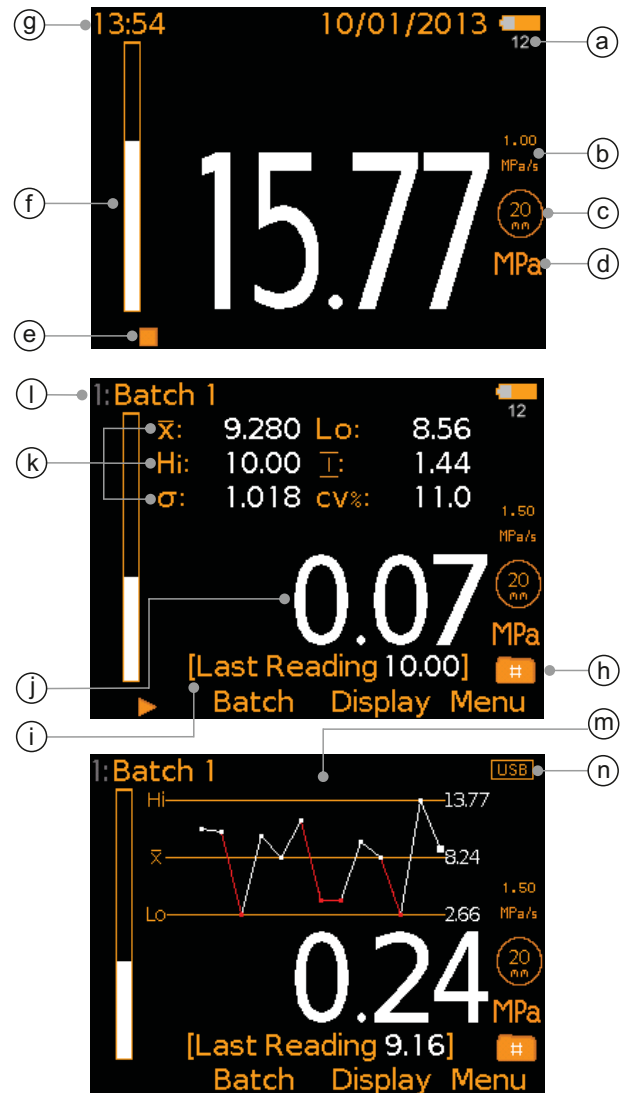 g 13:54 10/01/2013
12 a
1.00 b
MPa/s
15.77
f 20 c
mm
MPa d
e
l 1: Batch 1
12
x̅: 9.280 Lo: 8.56
k Hi: 10.00 I: 1.44
σ: 1.018 cv%: 11.0
1.50
MPa/s
0.07
20
mm
MPa
j [Last Reading 10.00] # h
i Batch Display Menu
m
1: Batch 1 USB n
Hi 13.77
x̅ 8.24
1.50
Lo 2.66 MPa/s
0.24
20
mm
MPa
[Last Reading 9.16] #
Batch Display Menu